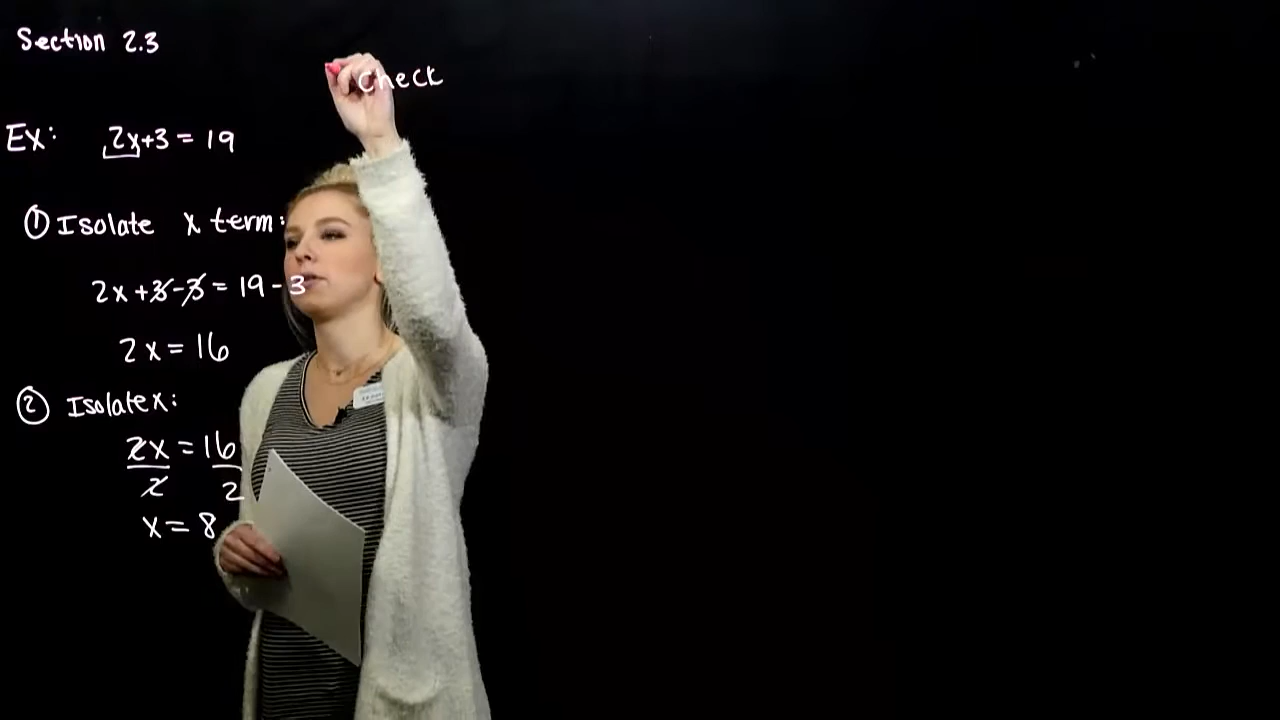 Section 2.3
Check
Ex: 2x+3 = 19
① Isolate x term:
2x+3-3 = 19-3
2x = 16
② Isolate x:
2x = 16
2 2
x = 8